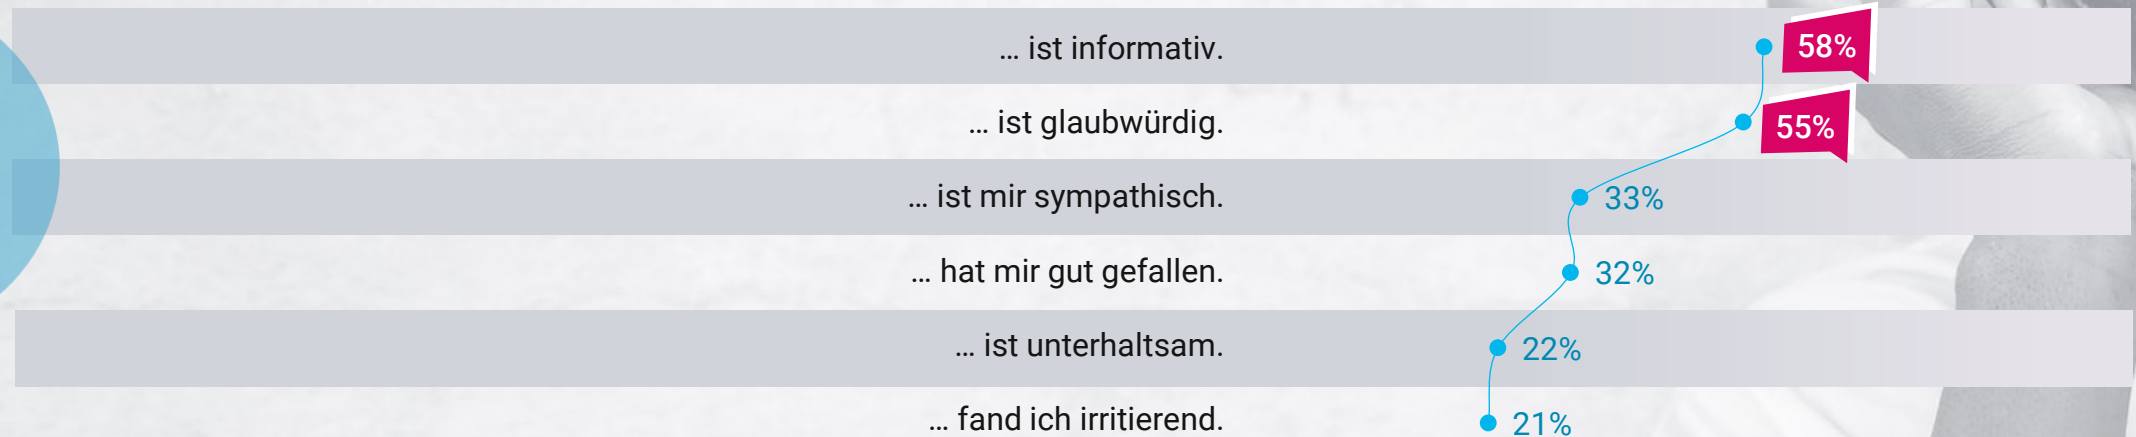 ... ist informativ. 58%
... ist glaubwürdig. 55%
... ist mir sympathisch. 33%
... hat mir gut gefallen. 32%
... ist unterhaltsam. 22%
... fand ich irritierend. 21%